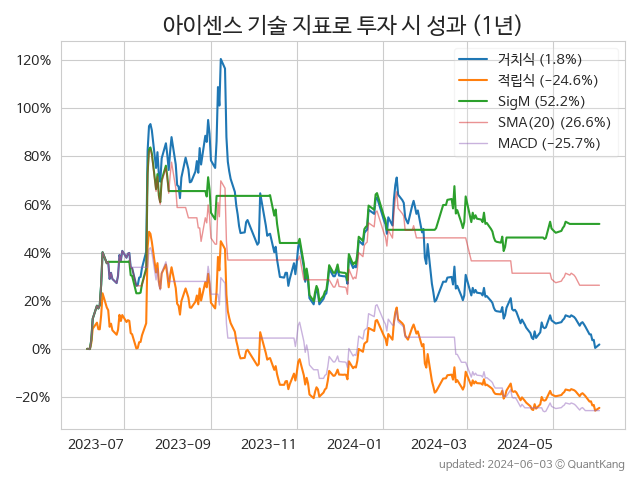 아이센스 기술 지표로 투자 시 성과 (1년)
거치식 (1.8%)
적립식 (−24.6%)
SigM (52.2%)
SMA(20) (26.6%)
MACD (−25.7%)
120%
100%
80%
60%
40%
20%
0%
−20%
2023−07
2023−09
2023−11
2024−01
2024−03
2024−05
updated: 2024-06-03 © QuantKang